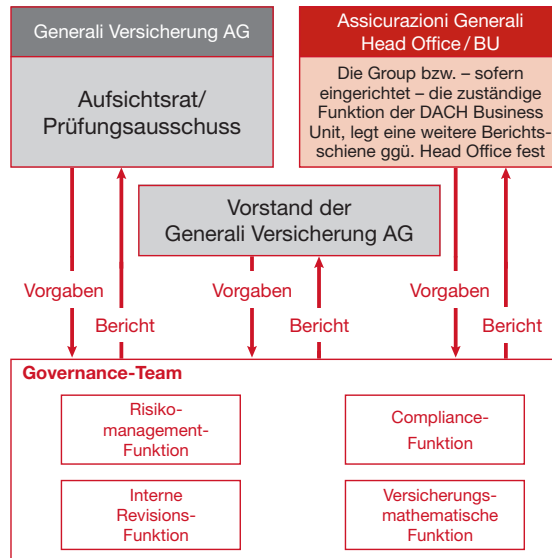 Generali Versicherung AG
Aufsichtsrat/
Prüfungsausschuss
Assicurazioni Generali
Head Office / BU
Die Group bzw. – sofern
eingerichtet – die zuständige
Funktion der DACH Business
Unit, legt eine weitere Berichts-
schiene ggü. Head Office fest
Vorstand der
Generali Versicherung AG
Vorgaben
Bericht
Vorgaben
Bericht
Vorgaben
Bericht
Governance-Team
Risiko-
management-
Funktion
Compliance-
Funktion
Interne
Revisions-
Funktion
Versicherungs-
mathematische
Funktion